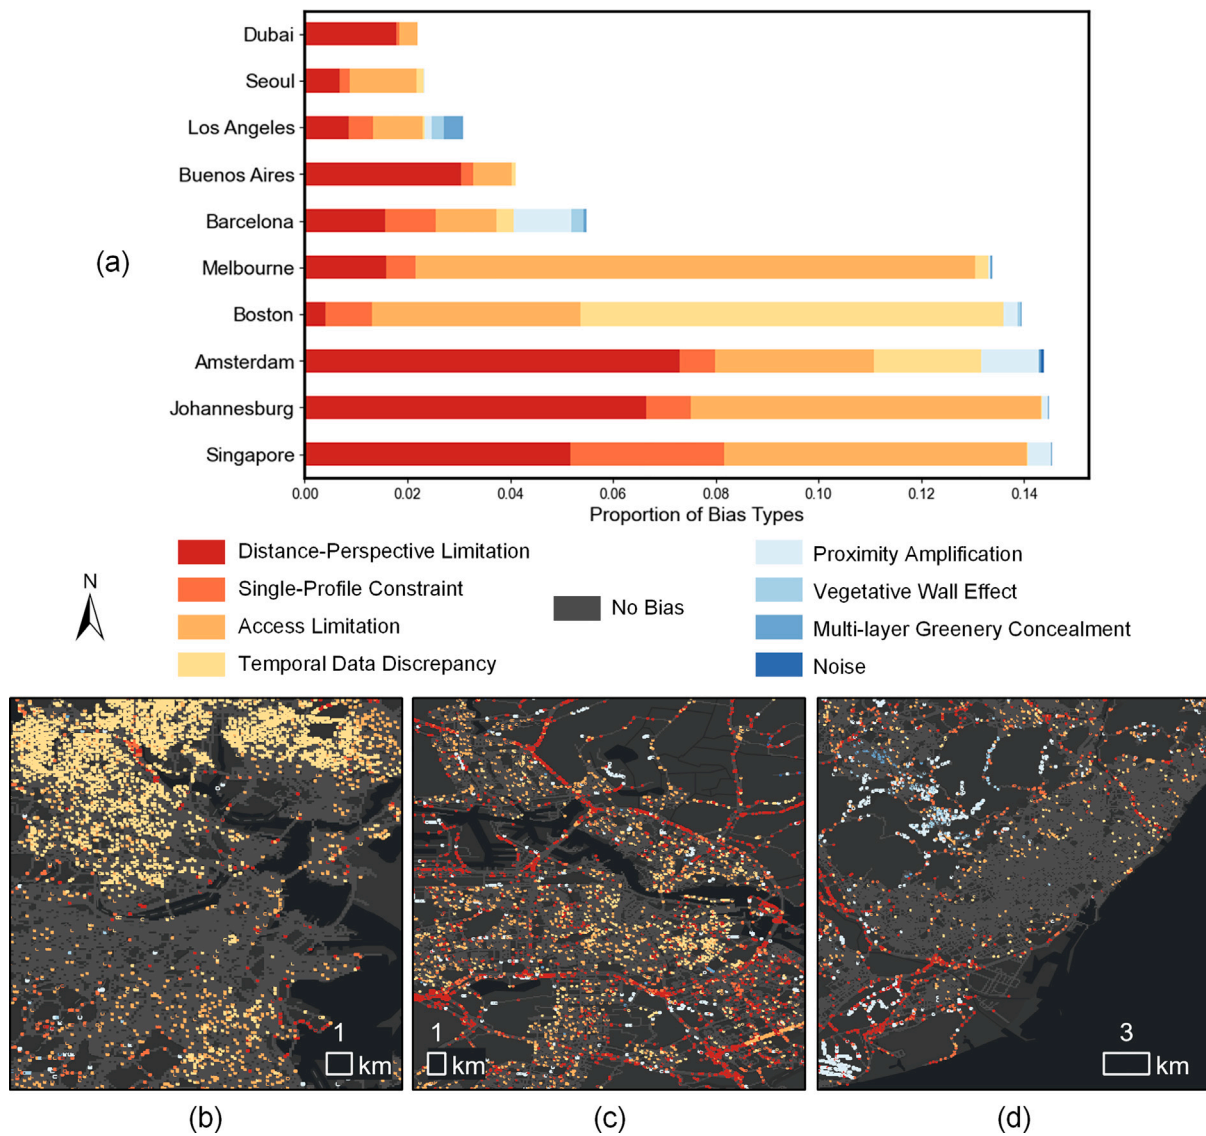 Dubai
Seoul
Los Angeles
Buenos Aires
Barcelona
(a)
Melbourne
Boston
Amsterdam
Johannesburg
Singapore
0.00 0.02 0.04 0.06 0.08 0.10 0.12 0.14
Proportion of Bias Types
Distance-Perspective Limitation
Single-Profile Constraint
Access Limitation
Temporal Data Discrepancy
No Bias
Proximity Amplification
Vegetative Wall Effect
Multi-layer Greenery Concealment
Noise
N
1
km
1
km
3
km
(b)
(c)
(d)